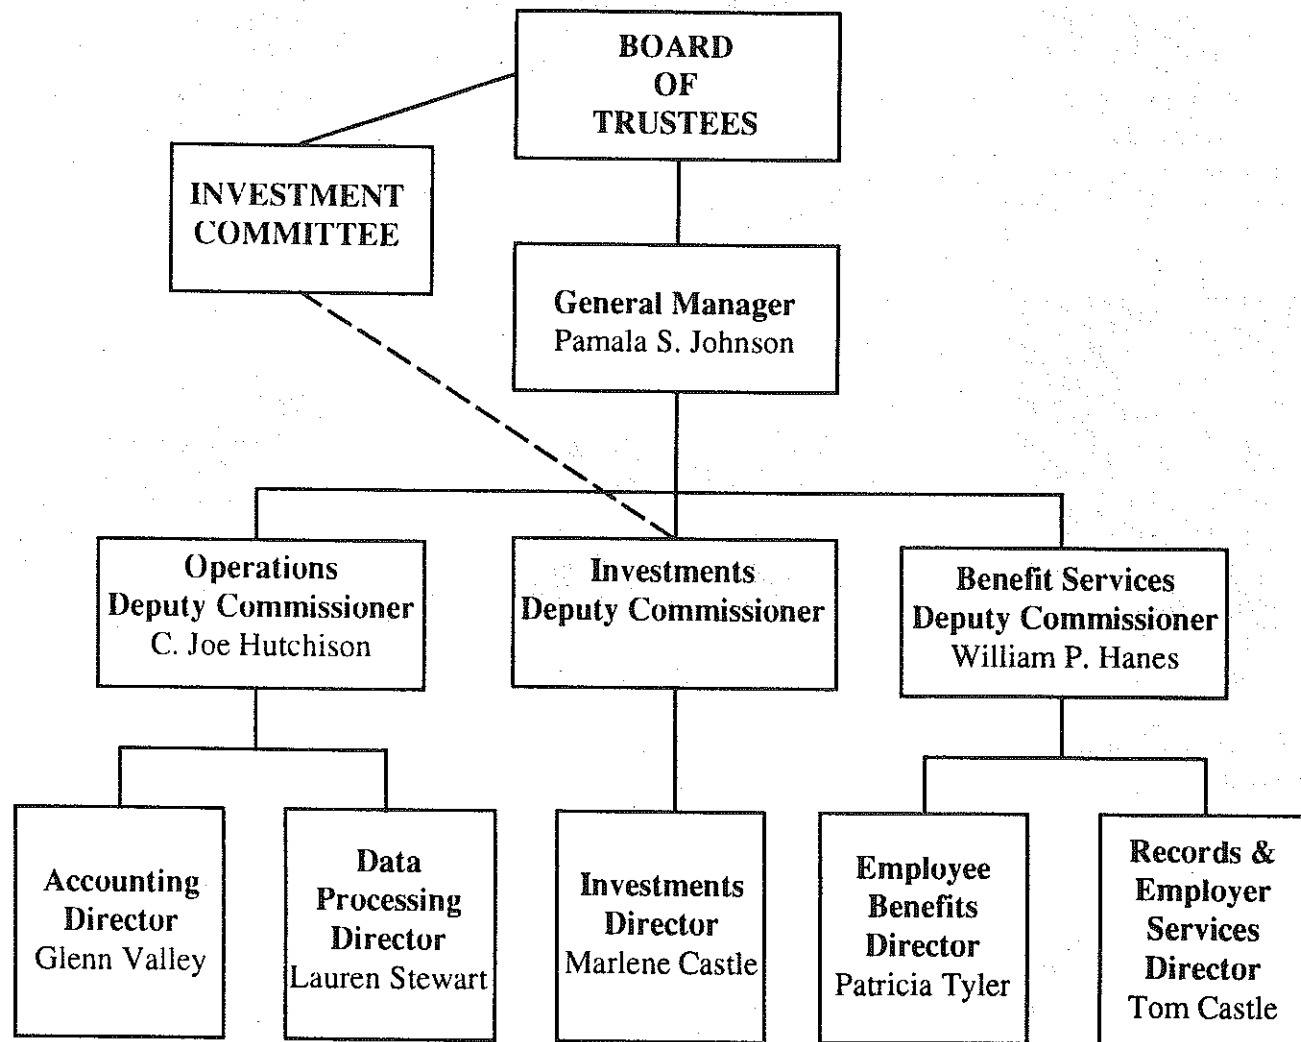 BOARD
OF
TRUSTEES
INVESTMENT
COMMITTEE
General Manager
Pamala S. Johnson
Operations
Deputy Commissioner
C. Joe Hutchison
Investments
Deputy Commissioner
Benefit Services
Deputy Commissioner
William P. Hanes
Accounting
Director
Glenn Valley
Data
Processing
Director
Lauren Stewart
Investments
Director
Marlene Castle
Employee
Benefits
Director
Patricia Tyler
Records &
Employer
Services
Director
Tom Castle